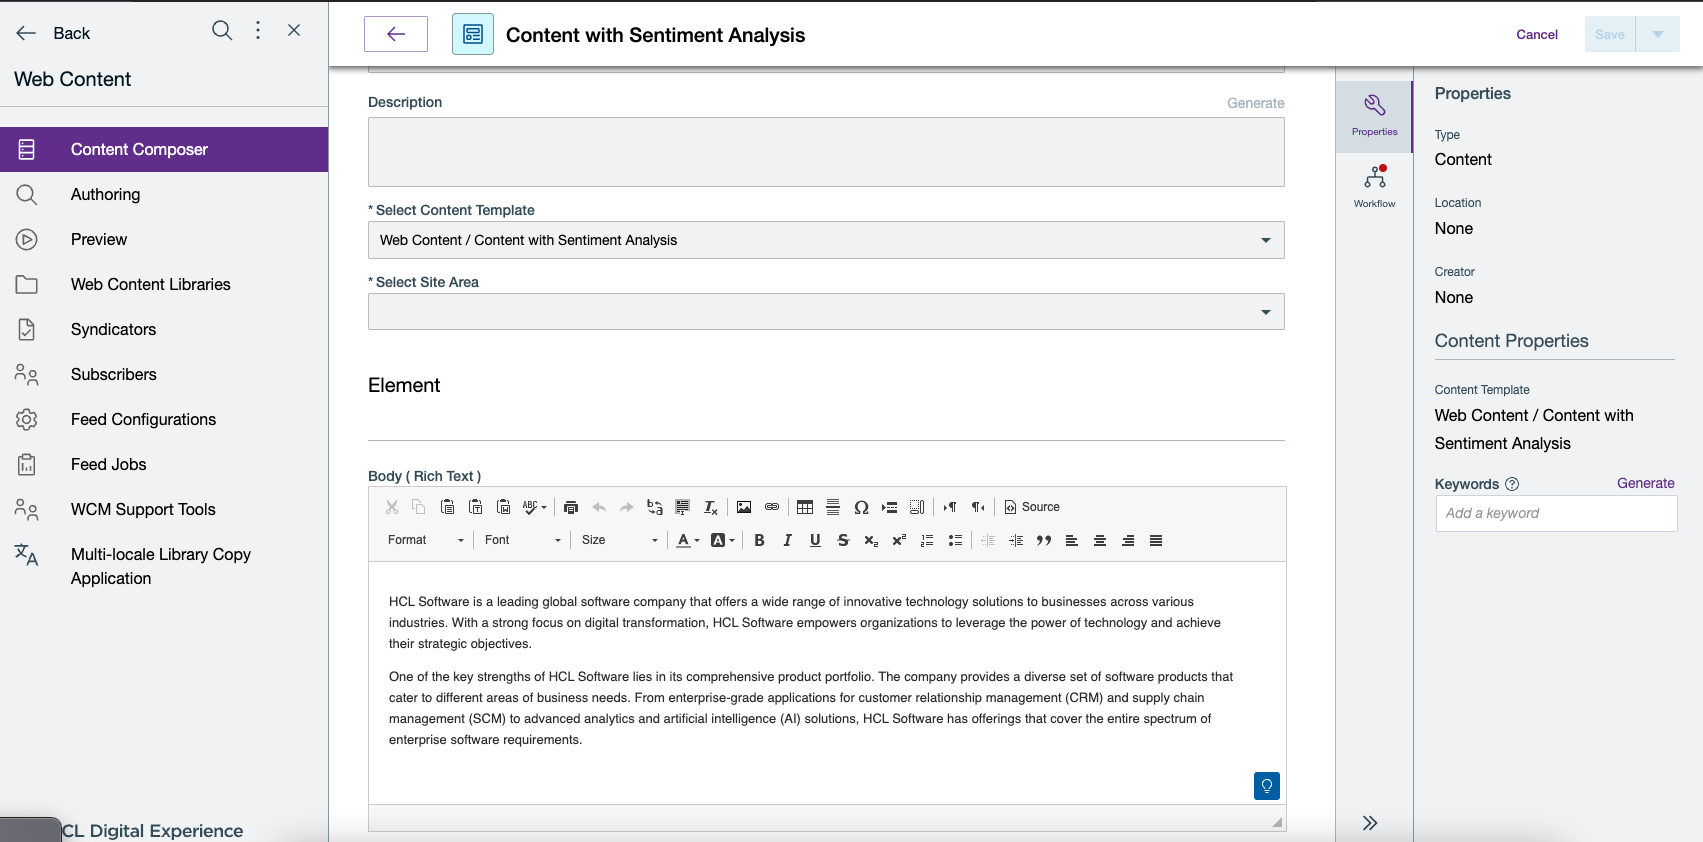 Back
Web Content
Content Composer
Authoring
Preview
Web Content Libraries
Syndicators
Subscribers
Feed Configurations
Feed Jobs
WCM Support Tools
Multi-locale Library Copy
Application
CL Digital Experience
Content with Sentiment Analysis
Cancel
Save
Description
Generate
* Select Content Template
Web Content / Content with Sentiment Analysis
* Select Site Area
Element
Body ( Rich Text )
ABC
Source
Format
Font
Size
A
A
B
I
U
S
HCL Software is a leading global software company that offers a wide range of innovative technology solutions to businesses across various
industries. With a strong focus on digital transformation, HCL Software empowers organizations to leverage the power of technology and achieve
their strategic objectives.
One of the key strengths of HCL Software lies in its comprehensive product portfolio. The company provides a diverse set of software products that
cater to different areas of business needs. From enterprise-grade applications for customer relationship management (CRM) and supply chain
management (SCM) to advanced analytics and artificial intelligence (AI) solutions, HCL Software has offerings that cover the entire spectrum of
enterprise software requirements.
Properties
Workflow
Properties
Type
Content
Location
None
Creator
None
Content Properties
Content Template
Web Content / Content with
Sentiment Analysis
Keywords
Generate
Add a keyword